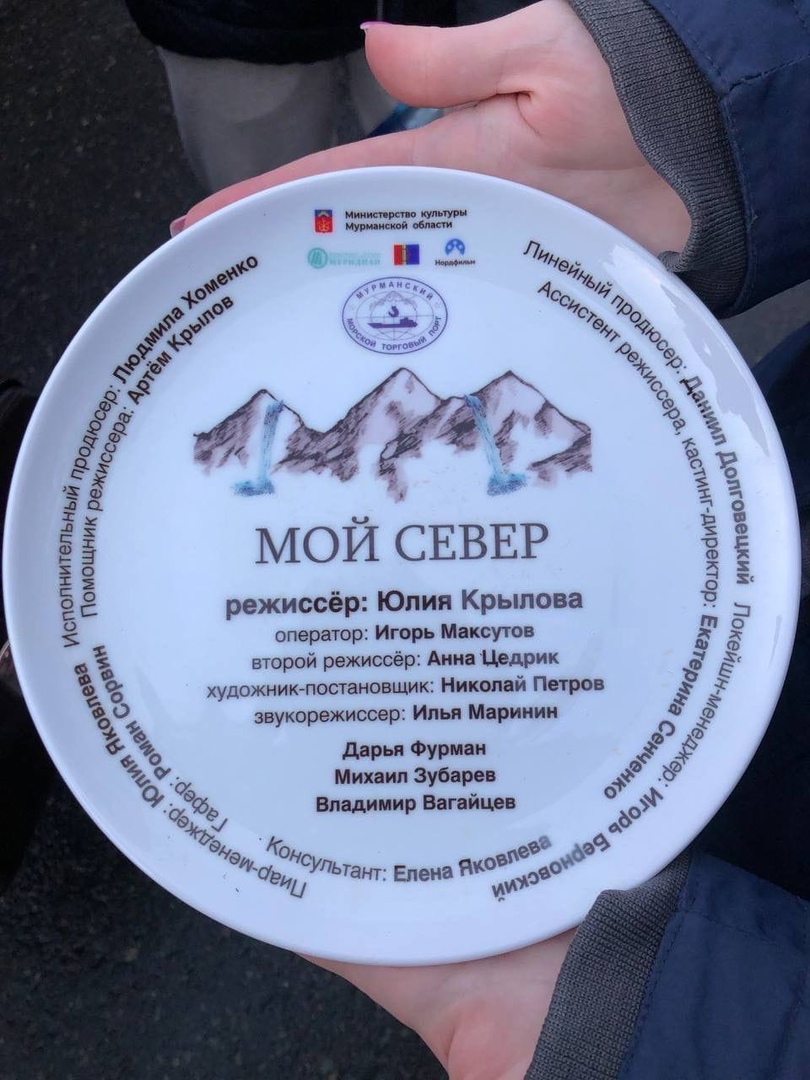 Министерство культуры
Мурманской области
МЕРИДИАН
Нордфильм
МУРМАНСКИЙ
МОРСКОЙ ТОРГОВЫЙ ПОРТ
МОЙ СЕВЕР
режиссёр: Юлия Крылова
оператор: Игорь Максутов
второй режиссёр: Анна Цедрик
художник-постановщик: Николай Петров
звукорежиссер: Илья Маринин
Дарья Фурман
Михаил Зубарев
Владимир Вагайцев
Исполнительный продюсер: Людмила Хоменко
Помощник режиссера: Артём Крылов
Линейный продюсер: Даниил Долговецкий
Ассистент режиссера, кастинг-директор: Екатерина Сенченко
Локейшн-менеджер: Игорь Берновский
Пиар-менеджер: Юлия Яковлева
Гафер: Роман Сорвин
Консультант: Елена Яковлева